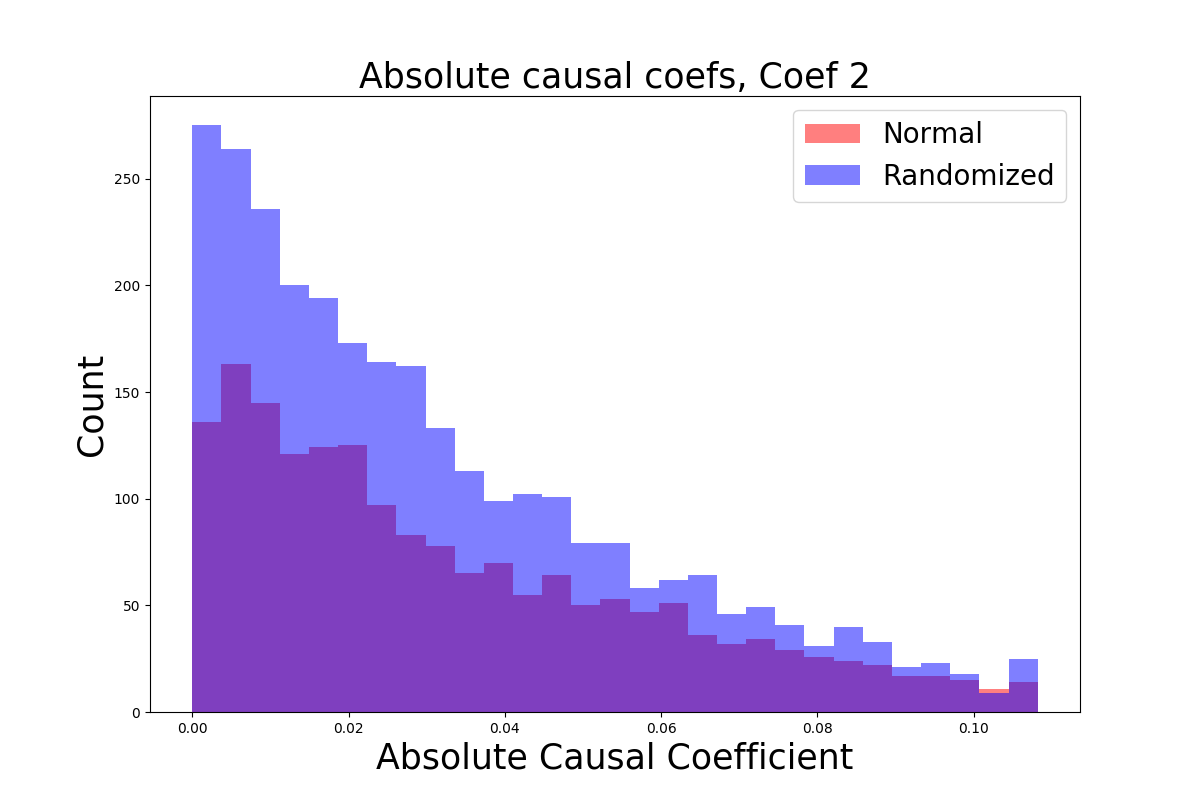 Absolute causal coefs, Coef 2
Normal
Randomized
250
200
150
100
50
0
Count
0.00 0.02 0.04 0.06 0.08 0.10
Absolute Causal Coefficient